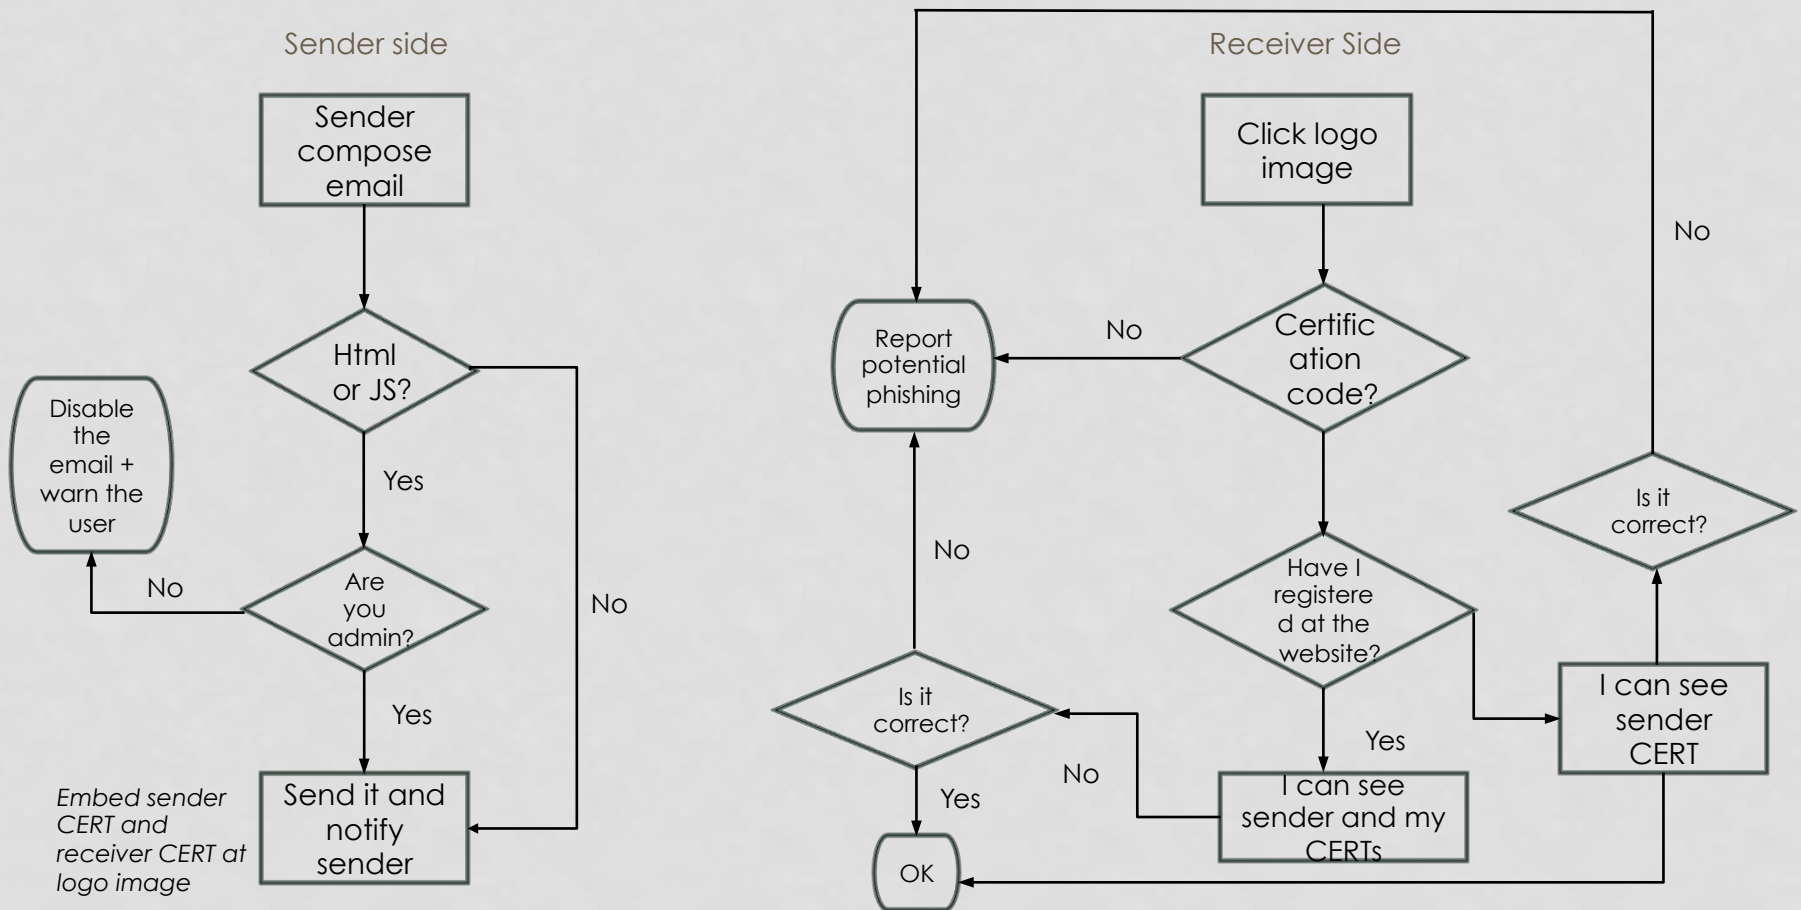 Sender side
Sender
compose
email
Html
or JS?
Yes
No
Disable
the
email +
warn the
user
No
Are
you
admin?
Yes
Embed sender
CERT and
receiver CERT at
logo image
Send it and
notify
sender
Receiver Side
Click logo
image
No
Certific
ation
code?
No
Report
potential
phishing
No
Is it
correct?
Have I
registere
d at the
website?
Yes
I can see
sender
CERT
I can see
sender and my
CERTs
No
Is it
correct?
Yes
OK